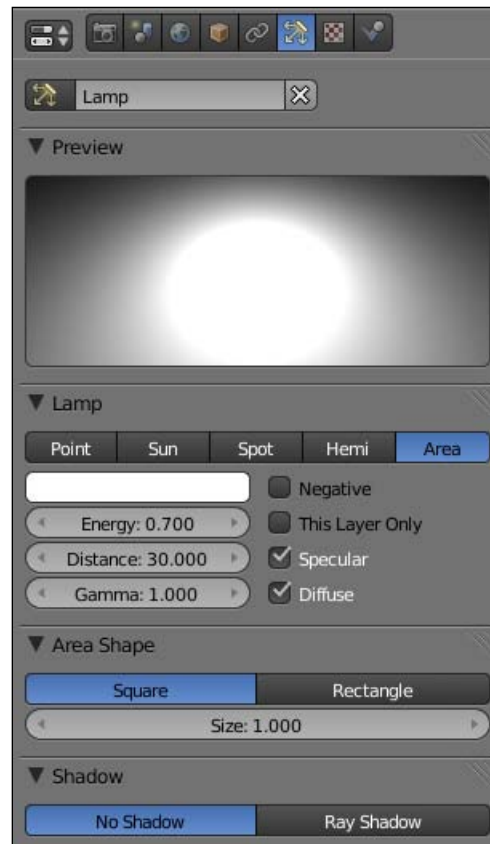 Lamp
Preview
Lamp
Point Sun Spot Hemi Area
Negative
Energy: 0.700 This Layer Only
Distance: 30.000 Specular
Gamma: 1.000 Diffuse
Area Shape
Square Rectangle
Size: 1.000
Shadow
No Shadow Ray Shadow